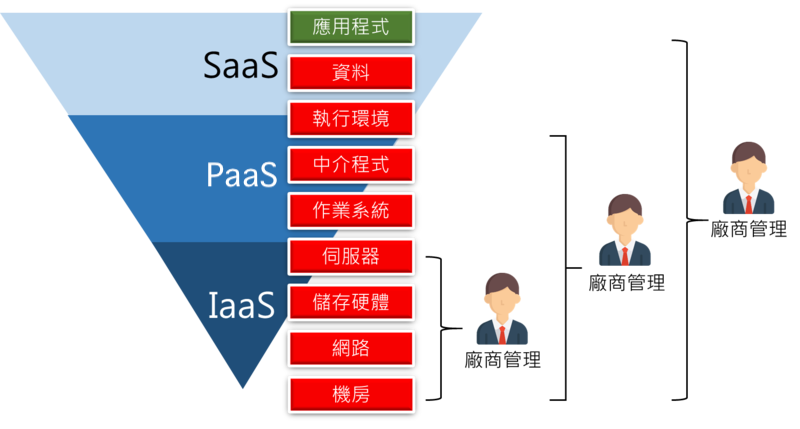 應用程式
SaaS
資料
執行環境
PaaS
中介程式
作業系統
伺服器
IaaS
儲存硬體
網路
機房
廠商管理
廠商管理
廠商管理